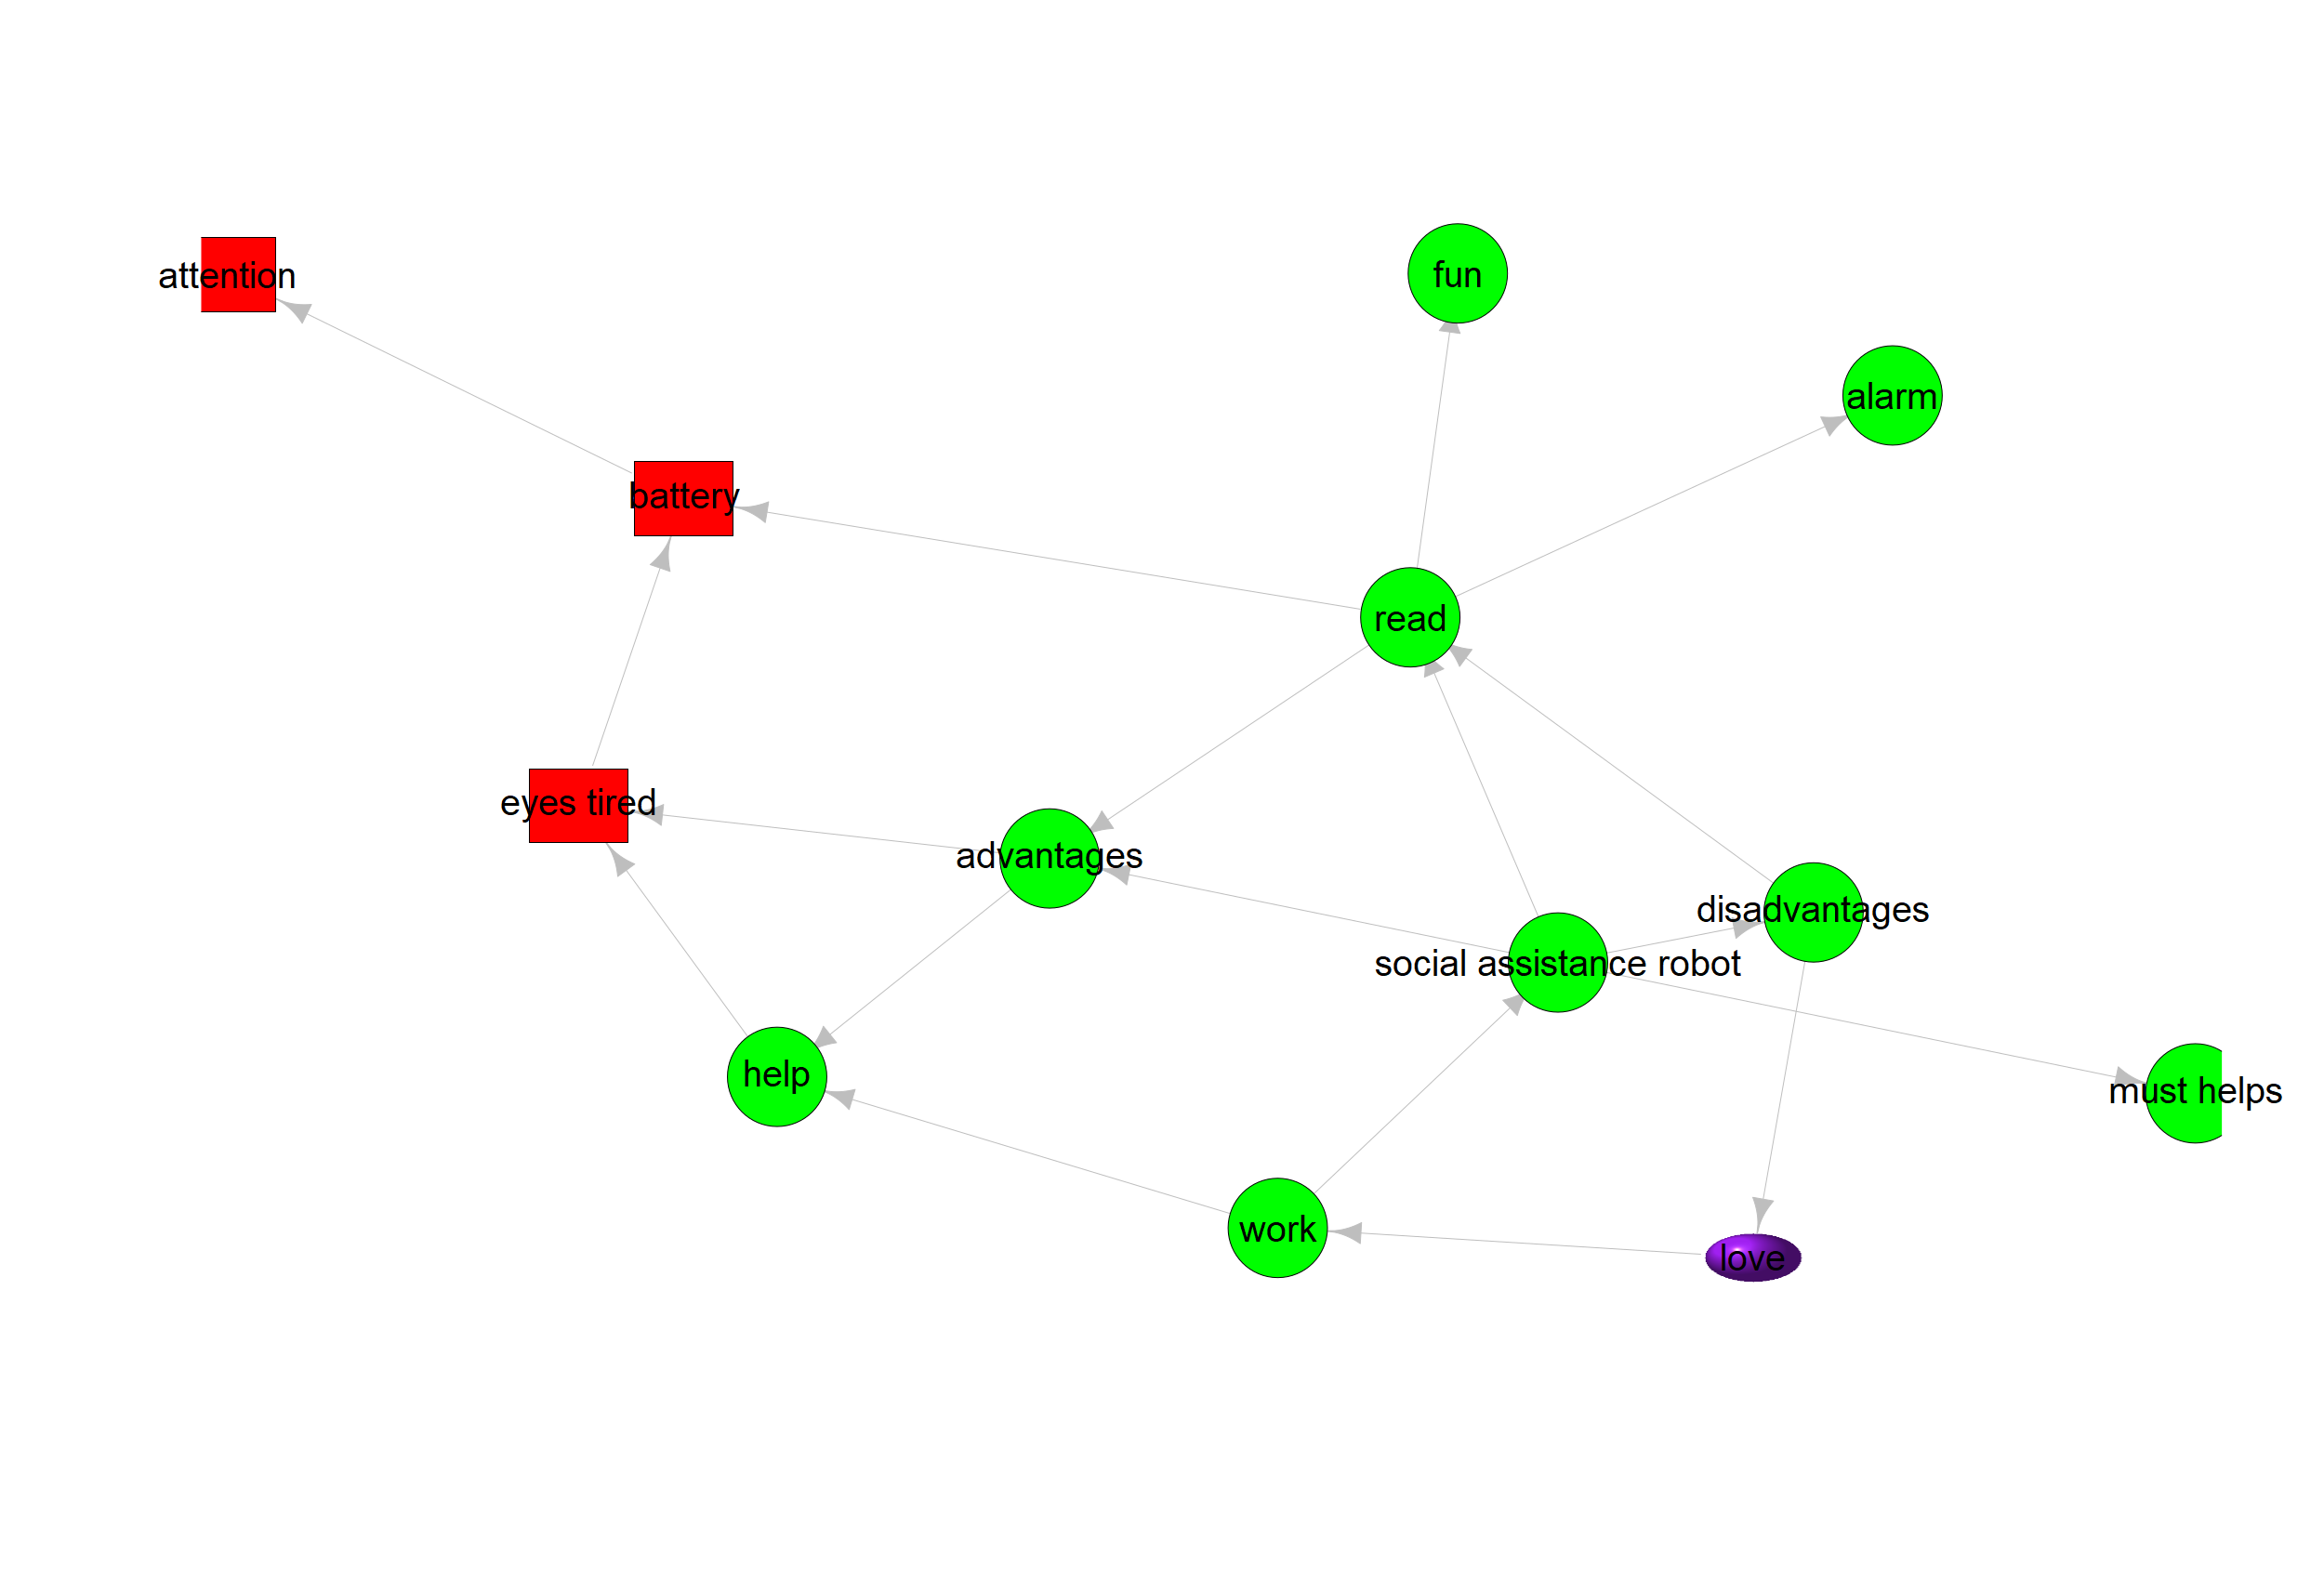 attention
fun
alarm
battery
read
eyes tired
advantages
disadvantages
social assistance robot
help
must helps
work
love